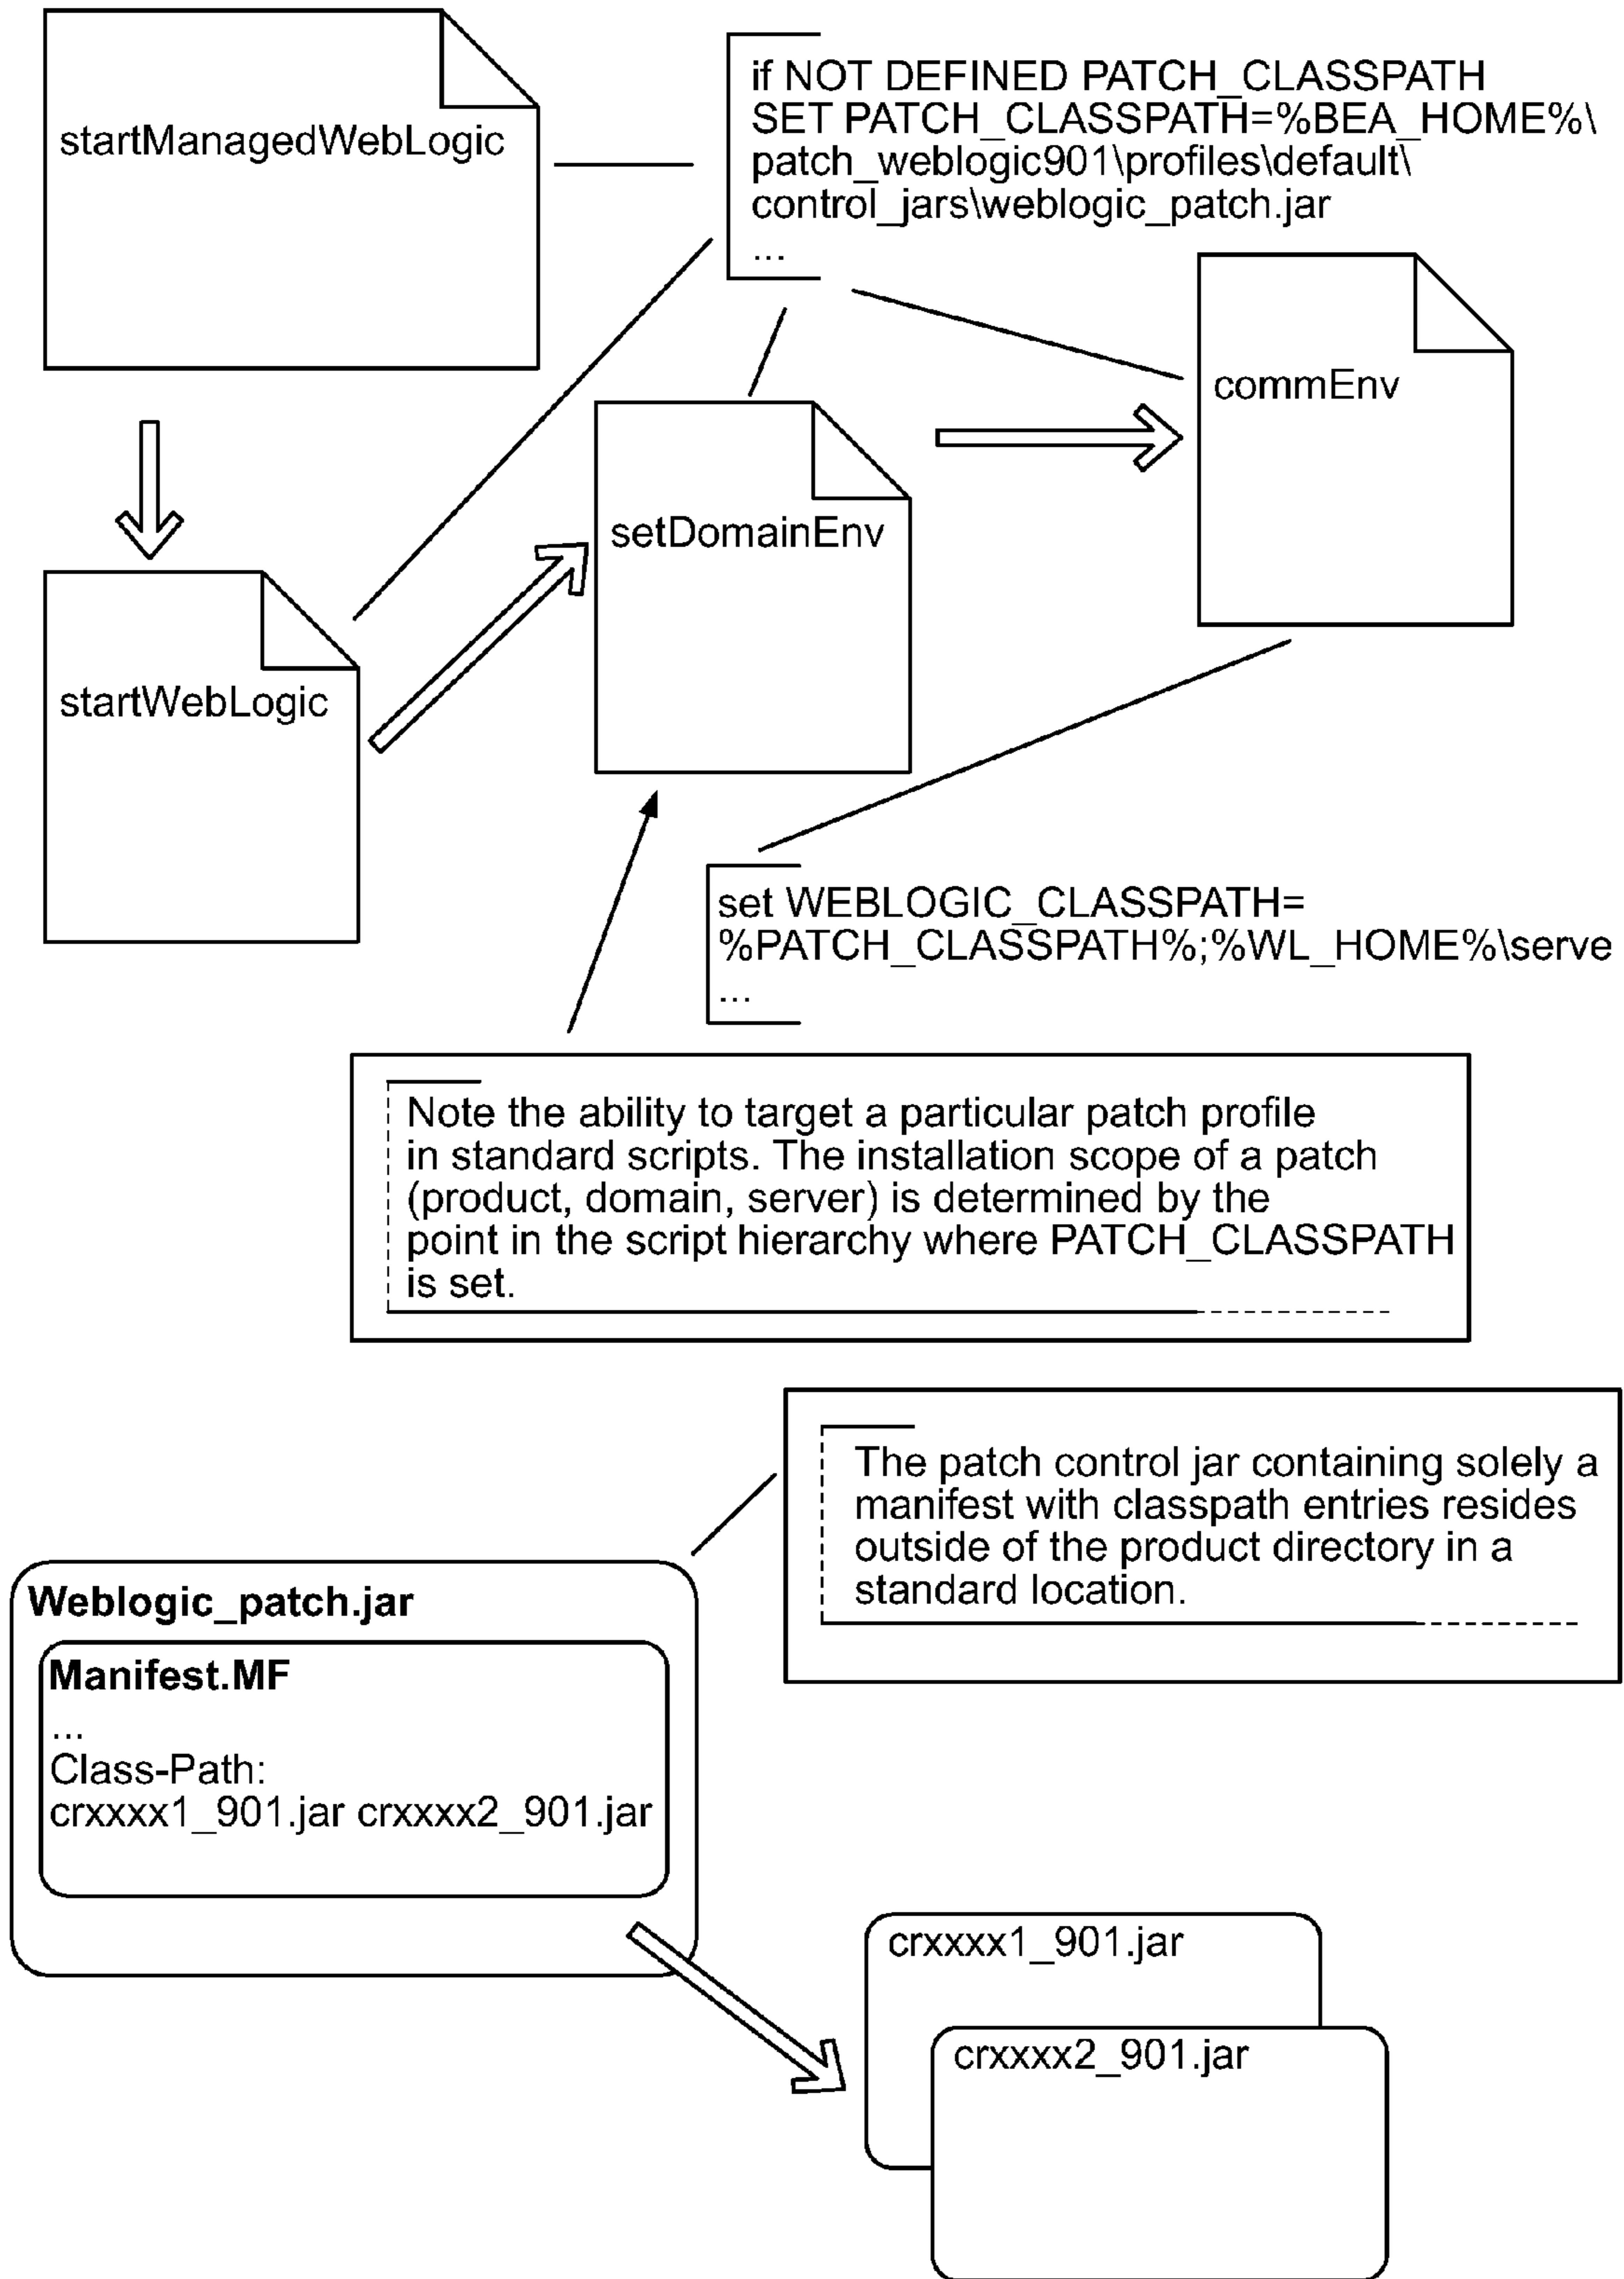 startManagedWebLogic
if NOT DEFINED PATCH_CLASSPATH
SET PATCH_CLASSPATH=%BEA_HOME%\
patch_weblogic901\profiles\default\
control_jars\weblogic_patch.jar
...
commEnv
setDomainEnv
startWebLogic
set WEBLOGIC_CLASSPATH=
%PATCH_CLASSPATH%;%WL_HOME%\serve
...
Note the ability to target a particular patch profile
in standard scripts. The installation scope of a patch
(product, domain, server) is determined by the
point in the script hierarchy where PATCH_CLASSPATH
is set.
The patch control jar containing solely a
manifest with classpath entries resides
outside of the product directory in a
standard location.
Weblogic_patch.jar
Manifest.MF
...
Class-Path:
crxxxx1_901.jar crxxxx2_901.jar
crxxxx1_901.jar
crxxxx2_901.jar